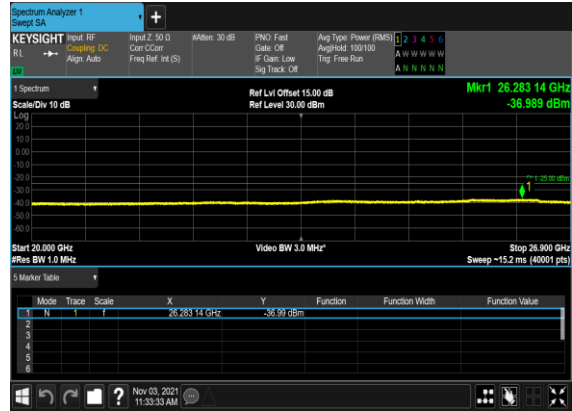 Spectrum Analyzer 1
Swept SA
+
KEYSIGHT Input: RF Input Z: 50 Ω #Atten: 30 dB PNO: Fast Avg Type: Power (RMS) 1 2 3 4 5 6
RL Coupling: DC Corr CCorr Gate: Off Avg|Hold: 100/100 A W W W W W
Align: Auto Freq Ref: Int (S) IF Gain: Low Trig: Free Run
Sig Track: Off A N N N N N
1 Spectrum Ref Lvl Offset 15.00 dB Mkr1 26.283 14 GHz
Scale/Div 10 dB Ref Level 30.00 dBm -36.989 dBm
Log
20.0
10.0
0.00
-10.0
-20.0
1 -25.00 dBm
-30.0
1
-40.0
-50.0
-60.0
Start 20.000 GHz Video BW 3.0 MHz* Stop 26.900 GHz
#Res BW 1.0 MHz Sweep ~15.2 ms (40001 pts)
5 Marker Table
Mode Trace Scale X Y Function Function Width Function Value
1 N 1 f 26.283 14 GHz -36.99 dBm
2
3
4
5
6
? Nov 03, 2021
11:33:33 AM